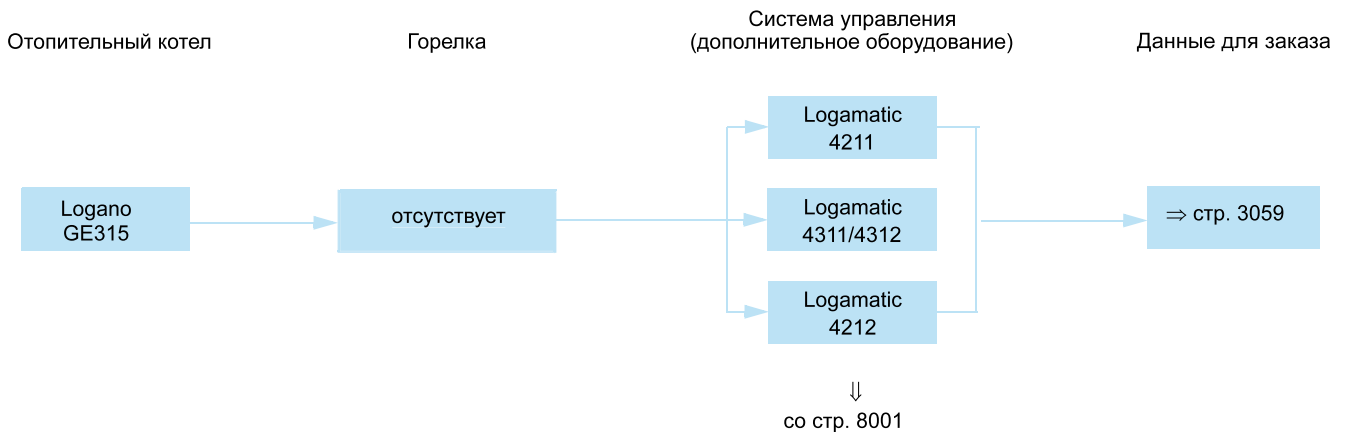 Отопительный котел
Горелка
Система управления
(дополнительное оборудование)
Данные для заказа
Logano
GE315
отсутствует
Logamatic
4211
Logamatic
4311/4312
Logamatic
4212
⇒ стр. 3059
⇓
со стр. 8001